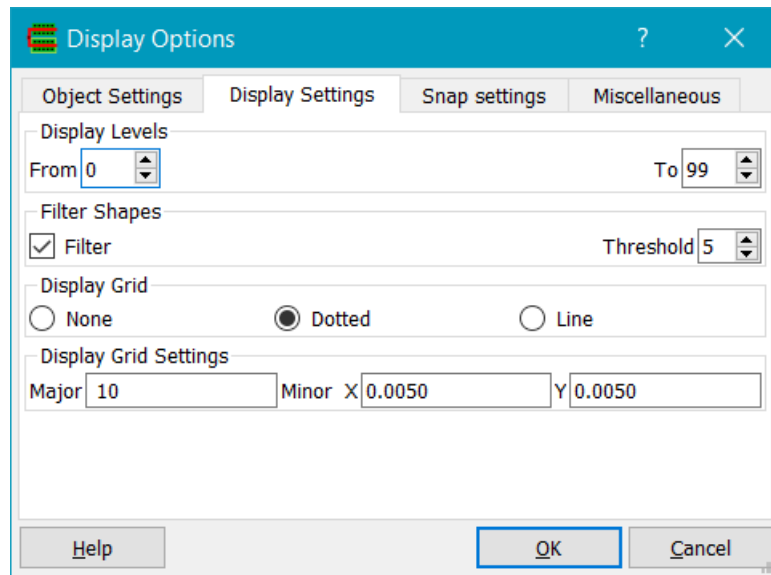 Display Options ?
Object Settings Display Settings Snap settings Miscellaneous
Display Levels
From 0 To 99
Filter Shapes
Filter Threshold 5
Display Grid
None Dotted Line
Display Grid Settings
Major 10 Minor X 0.0050 Y 0.0050
Help OK Cancel